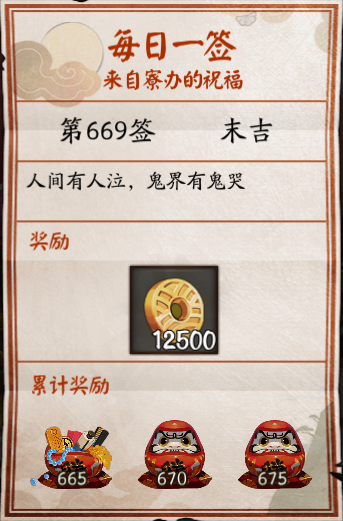 每日一签
来自寮办的祝福
第669签 末吉
人间有人泣，鬼界有鬼哭
奖励
12500
累计奖励
665 670 675